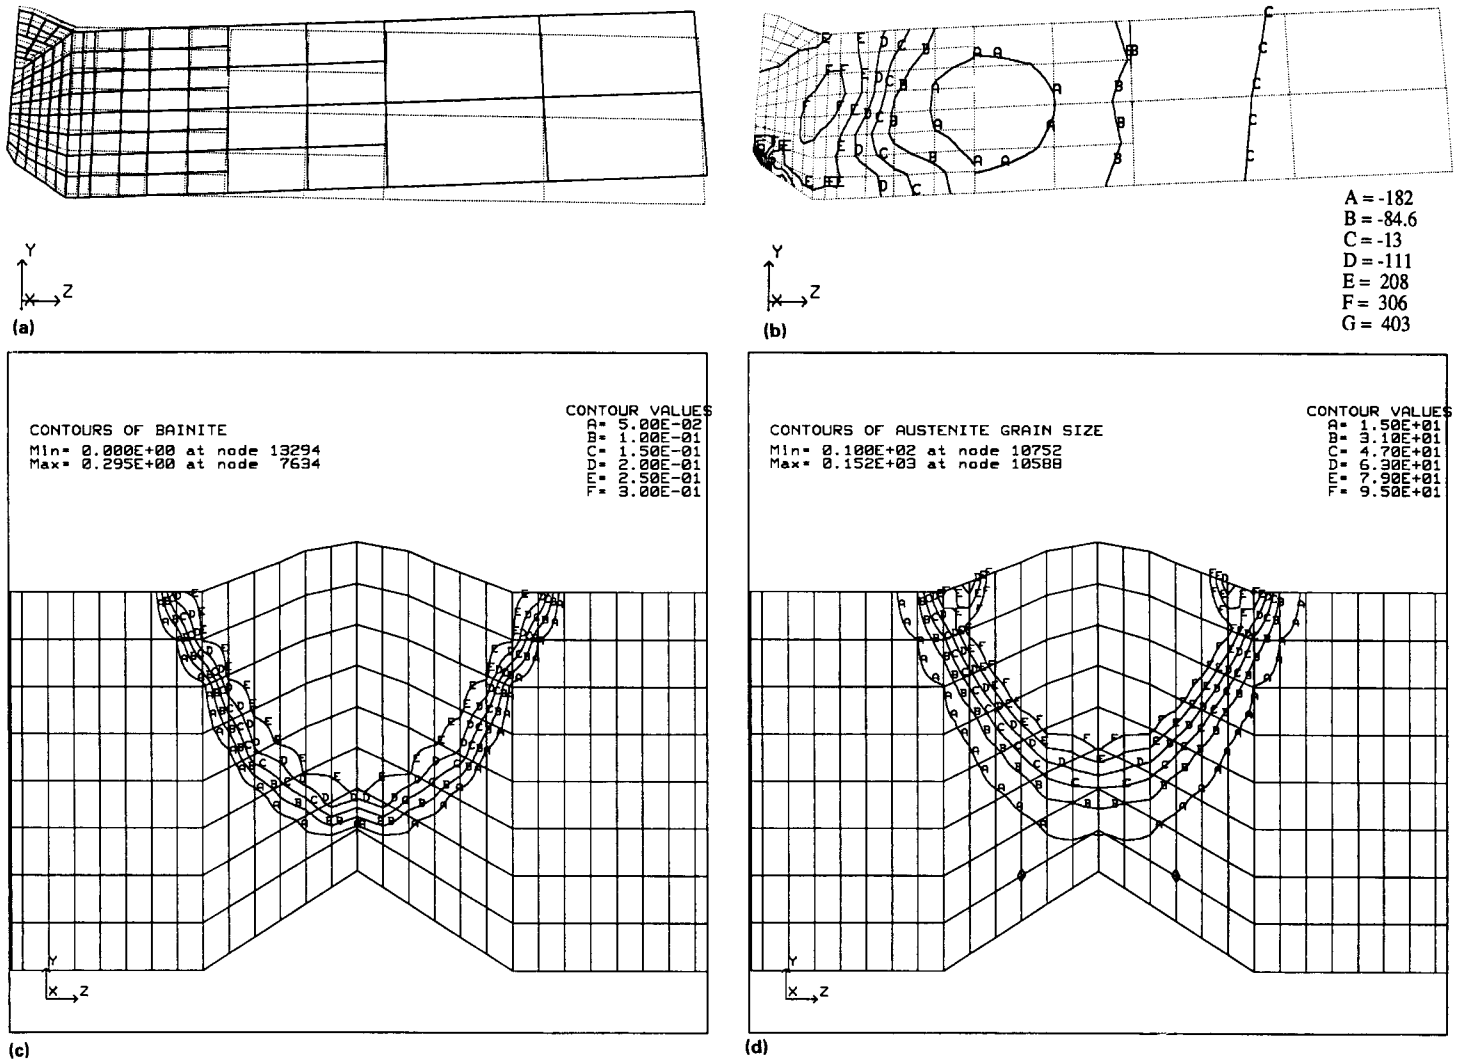 Y
Z
X
(a)
Y
Z
X
(b)
A = -182
B = -84.6
C = -13
D = -111
E = 208
F = 306
G = 403
CONTOURS OF BAINITE
Min= 0.000E+00 at node 13294
Max= 0.295E+00 at node 7634
CONTOUR VALUES
A= 5.00E-02
B= 1.00E-01
C= 1.50E-01
D= 2.00E-01
E= 2.50E-01
F= 3.00E-01
Y
X
Z
(c)
CONTOURS OF AUSTENITE GRAIN SIZE
Min= 0.100E+02 at node 10752
Max= 0.152E+03 at node 10588
CONTOUR VALUES
A= 1.50E+01
B= 3.10E+01
C= 4.70E+01
D= 6.30E+01
E= 7.90E+01
F= 9.50E+01
Y
X
Z
(d)